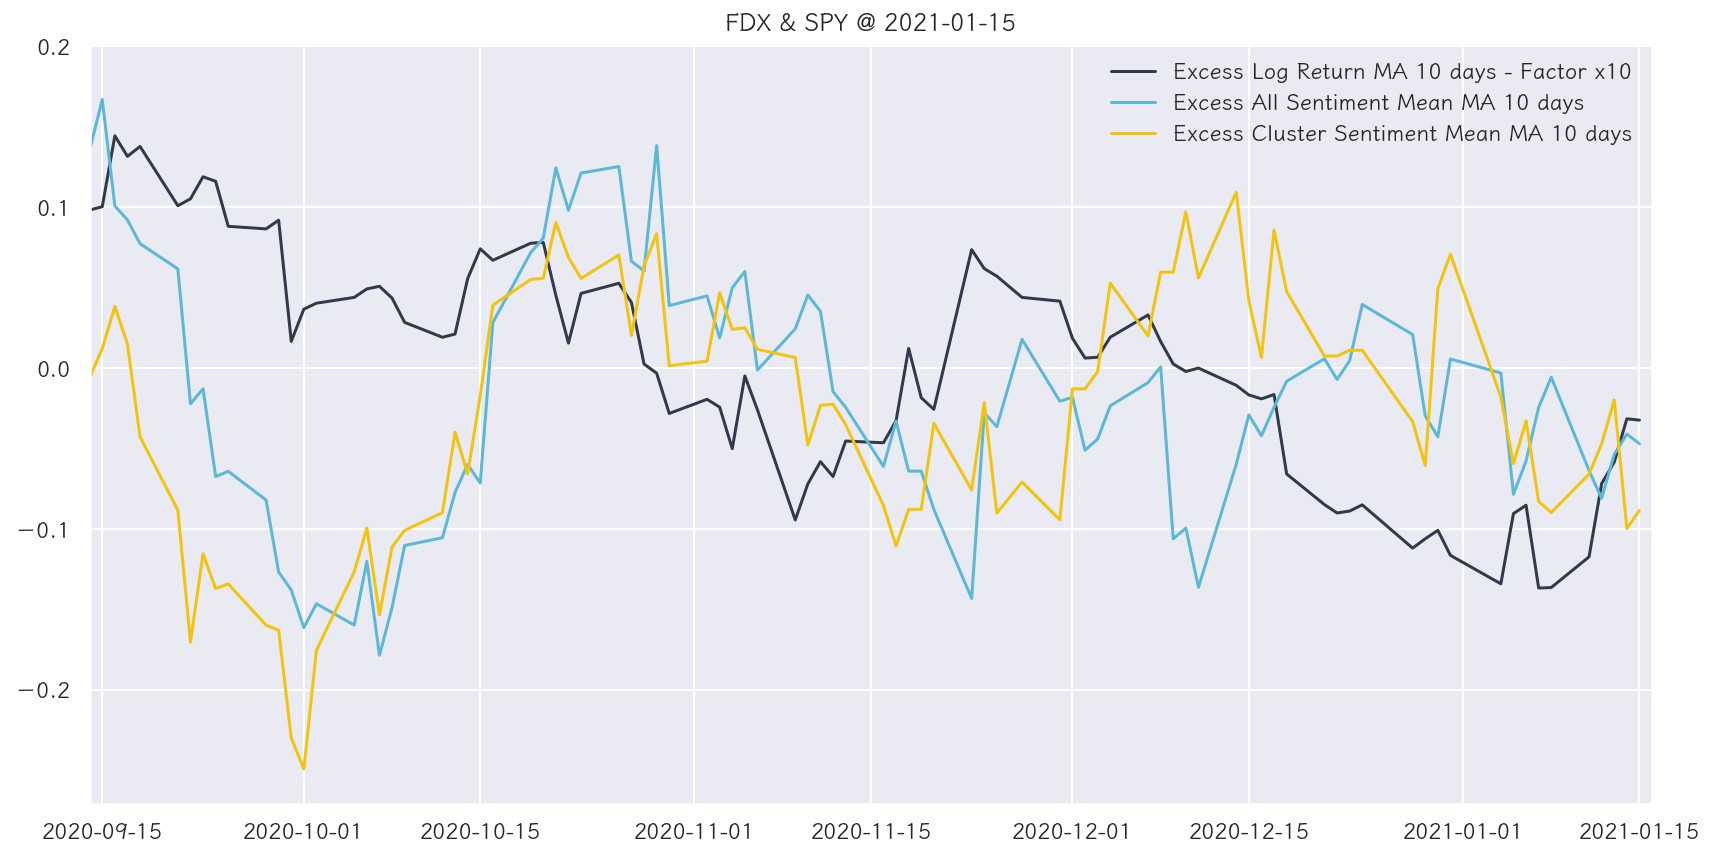 FDX & SPY @ 2021-01-15
Excess Log Return MA 10 days - Factor x10
Excess All Sentiment Mean MA 10 days
Excess Cluster Sentiment Mean MA 10 days
0.2
0.1
0.0
−0.1
−0.2
2020-09-15 2020-10-01 2020-10-15 2020-11-01 2020-11-15 2020-12-01 2020-12-15 2021-01-01 2021-01-15